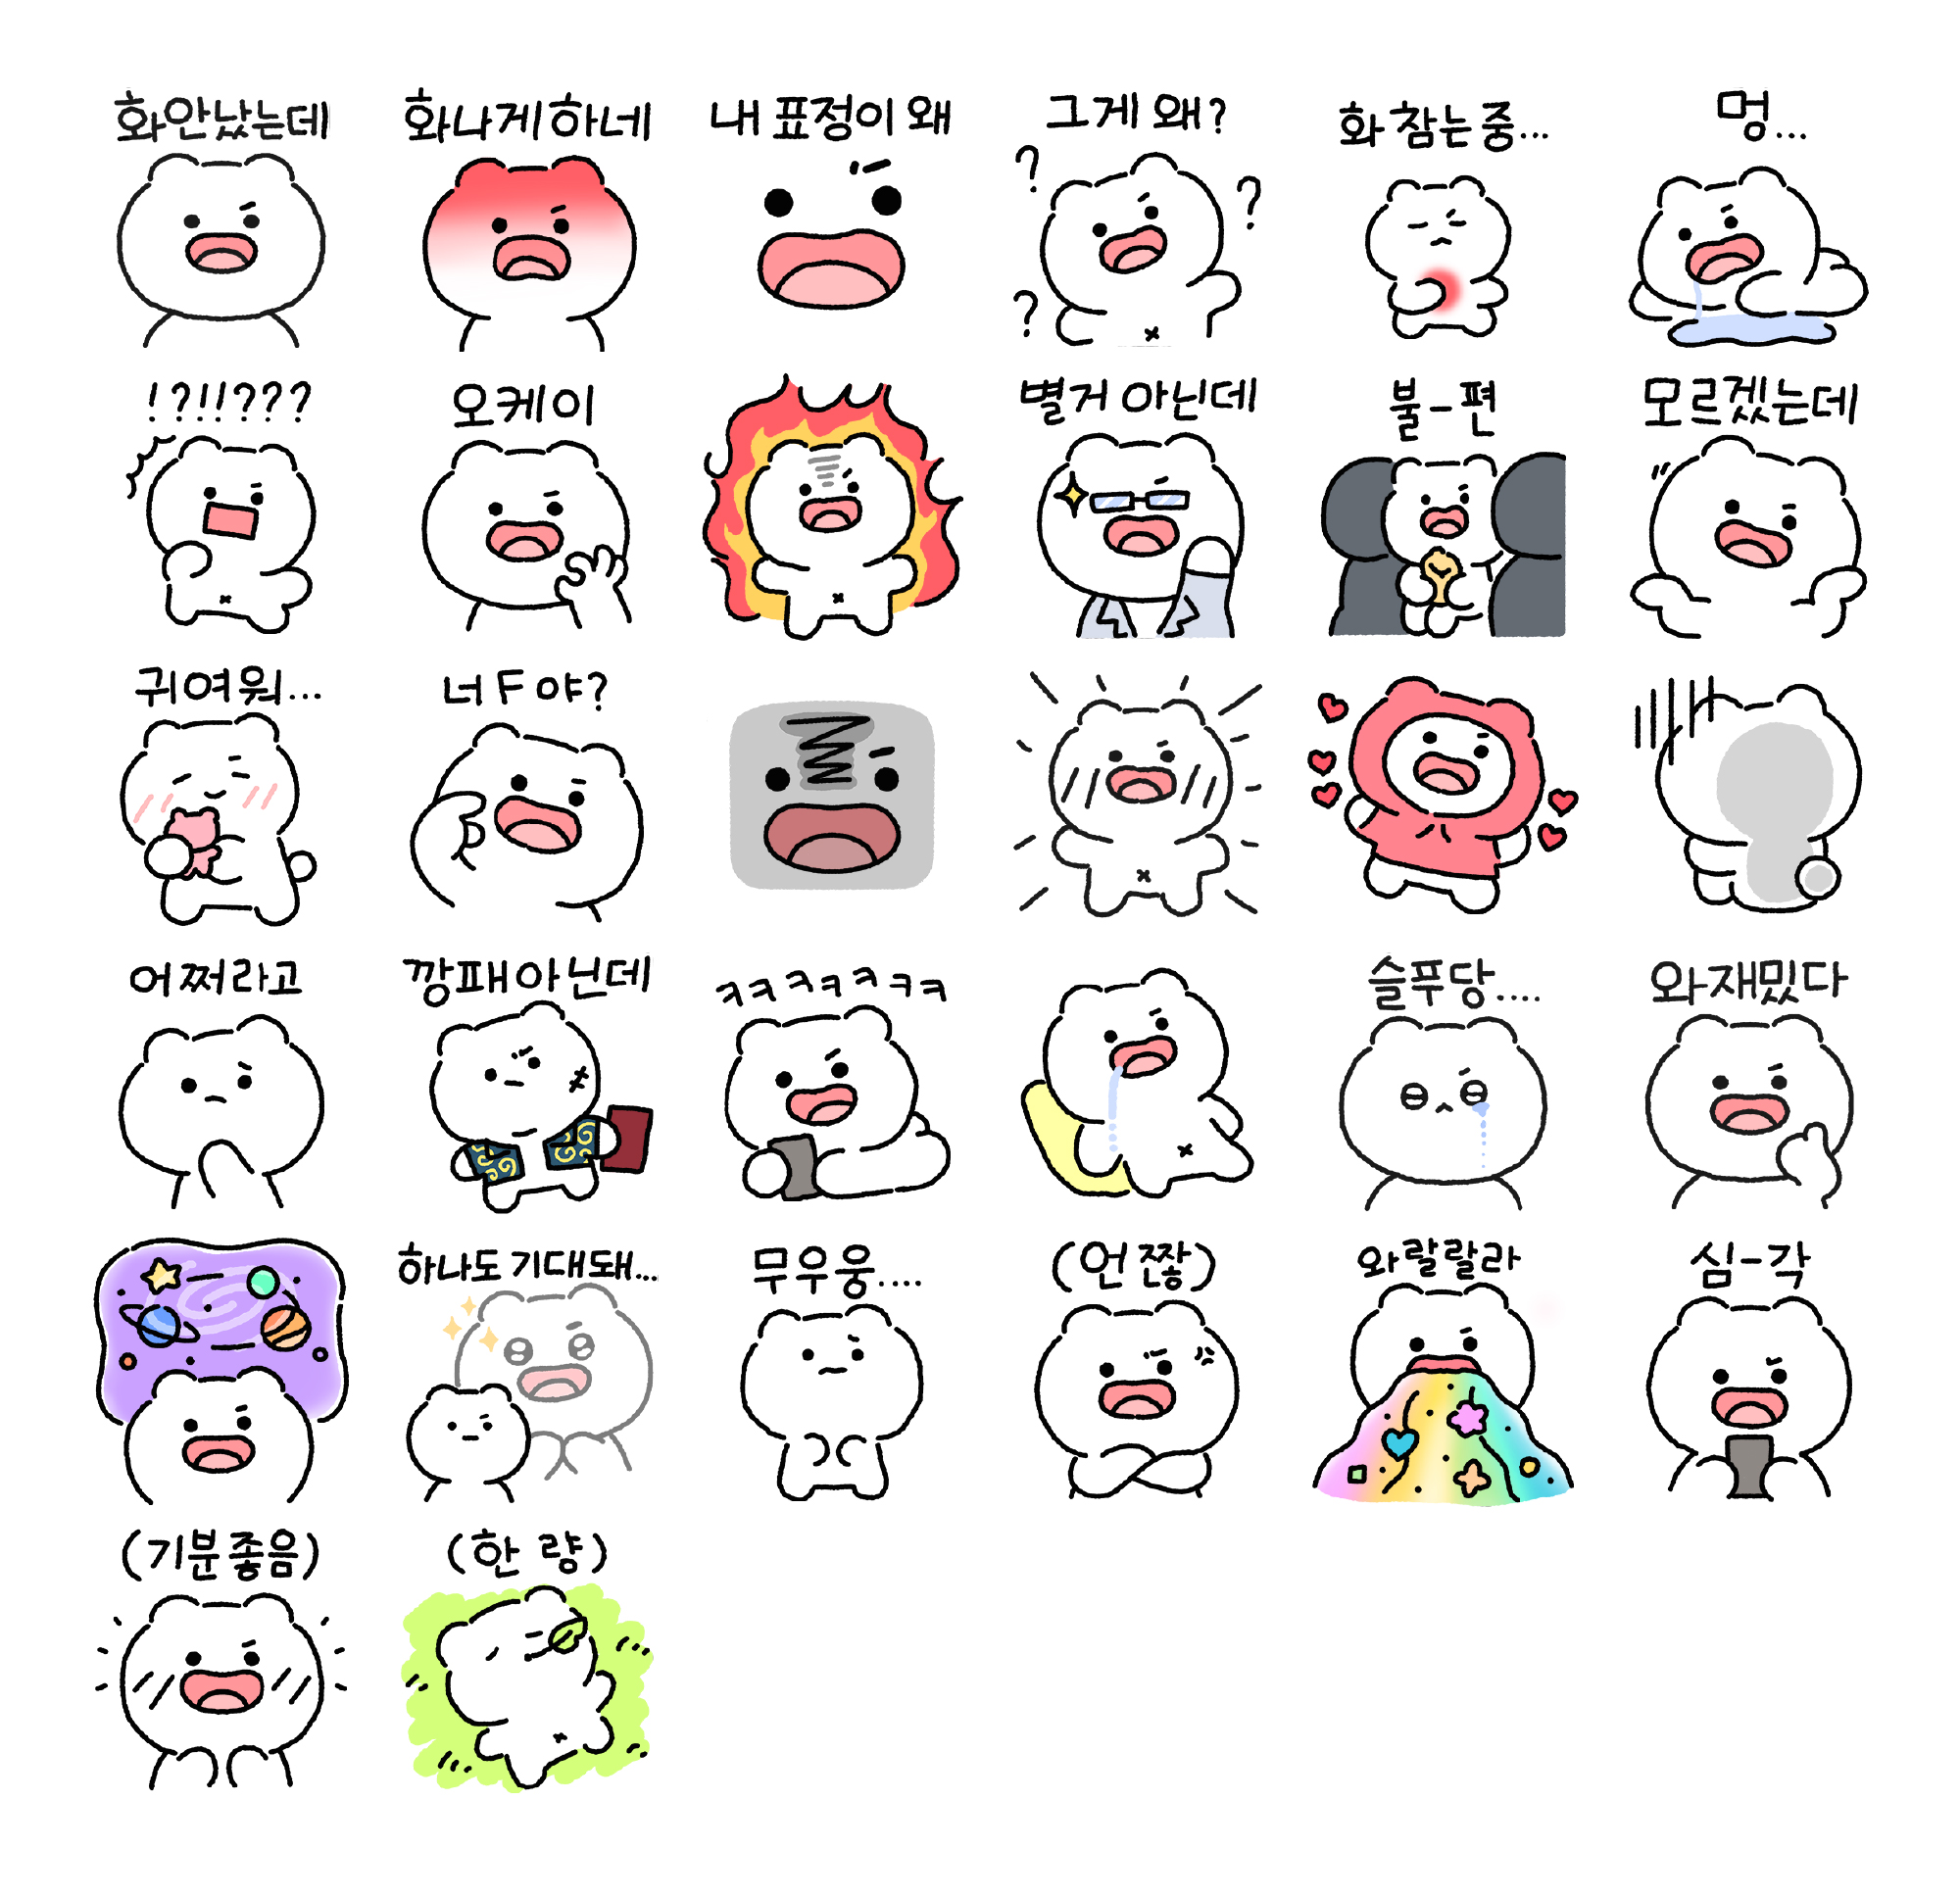 화안났는데
화나게하네
내 표정이 왜
그게 왜?
화 참는 중...
멍...
? ? ?
!?!!???
오케이
별거 아닌데
불-편
모르겠는데
귀여워...
너 F야?
어쩌라고
깡패아닌데
ㅋㅋㅋㅋㅋㅋ
슬푸당....
와재밌다
하나도 기대돼...
무우웅....
(언짢)
와랄랄라
심-각
(기분좋음)
(한량)